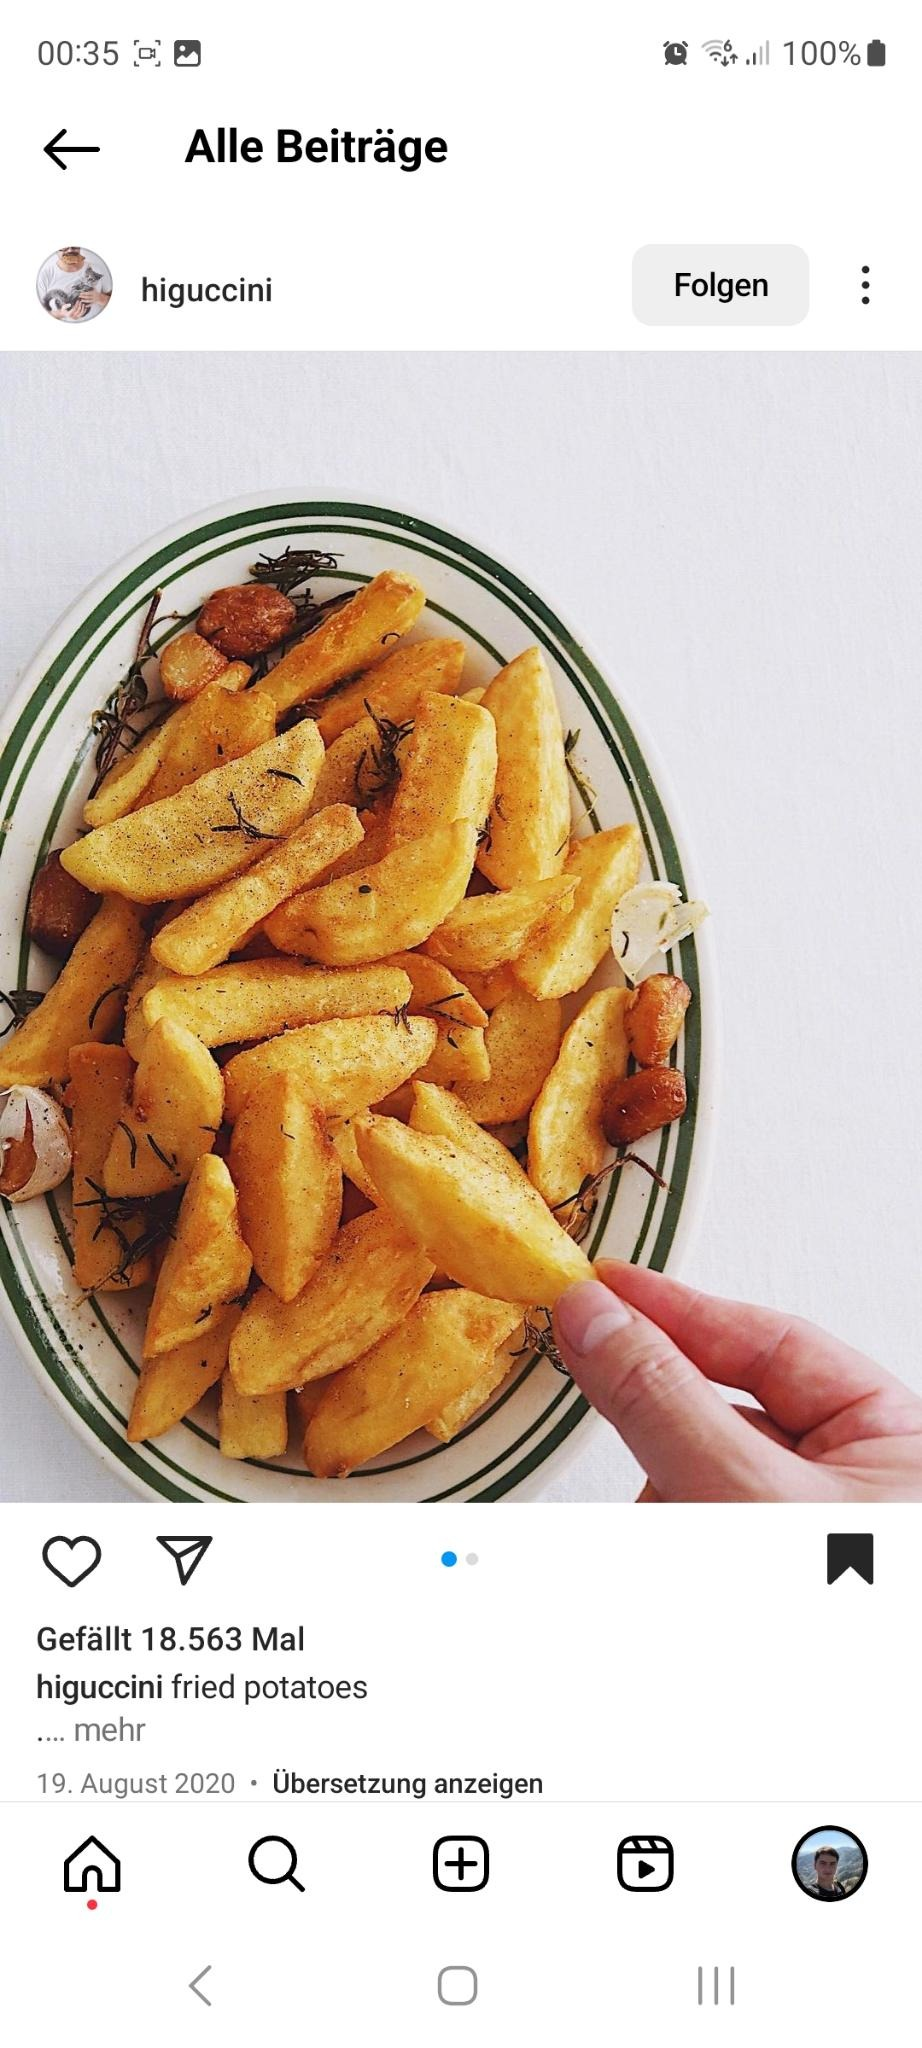 00:35
100%
Alle Beiträge
higuccini
Folgen
Gefällt 18.563 Mal
higuccini fried potatoes
.... mehr
19. August 2020 • Übersetzung anzeigen